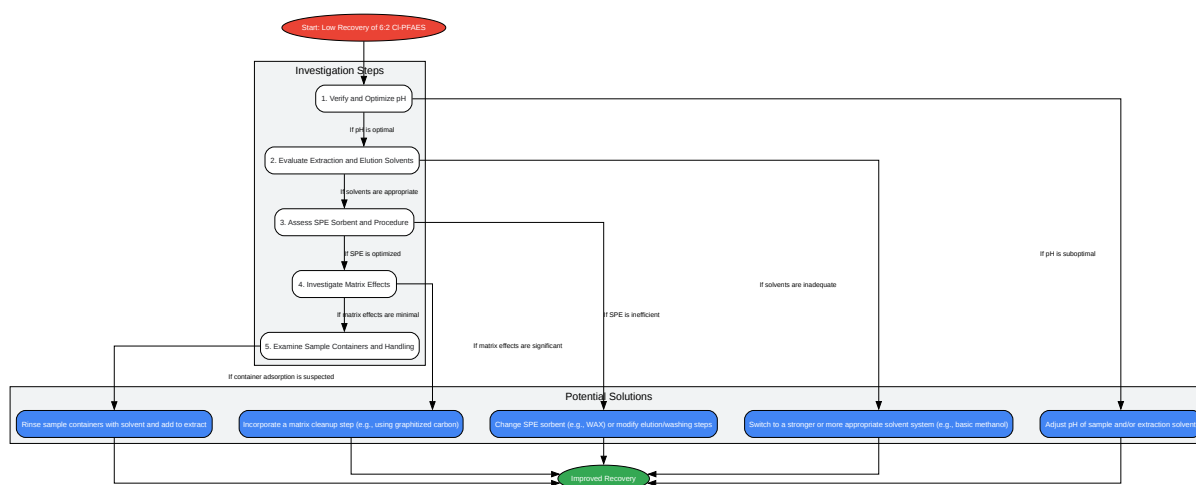 Start: Low Recovery of 6:2 Cl-PFAES
Investigation Steps
1. Verify and Optimize pH
If pH is optimal
2. Evaluate Extraction and Elution Solvents
If solvents are appropriate
3. Assess SPE Sorbent and Procedure
If SPE is optimized
If pH is suboptimal
4. Investigate Matrix Effects
If solvents are inadequate
If matrix effects are minimal
If SPE is inefficient
5. Examine Sample Containers and Handling
If matrix effects are significant
If container adsorption is suspected
Potential Solutions
Rinse sample containers with solvent and add to extract
Incorporate a matrix cleanup step (e.g., using graphitized carbon)
Change SPE sorbent (e.g., WAX) or modify elution/washing steps
Switch to a stronger or more appropriate solvent system (e.g., basic methanol)
Adjust pH of sample and/or extraction solvent
Improved Recovery